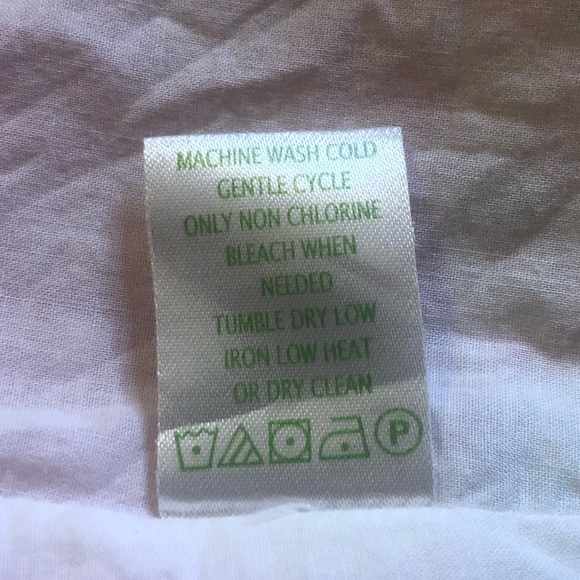 MACHINE WASH COLD
GENTLE CYCLE
ONLY NON CHLORINE
BLEACH WHEN
NEEDED
TUMBLE DRY LOW
IRON LOW HEAT
OR DRY CLEAN
P